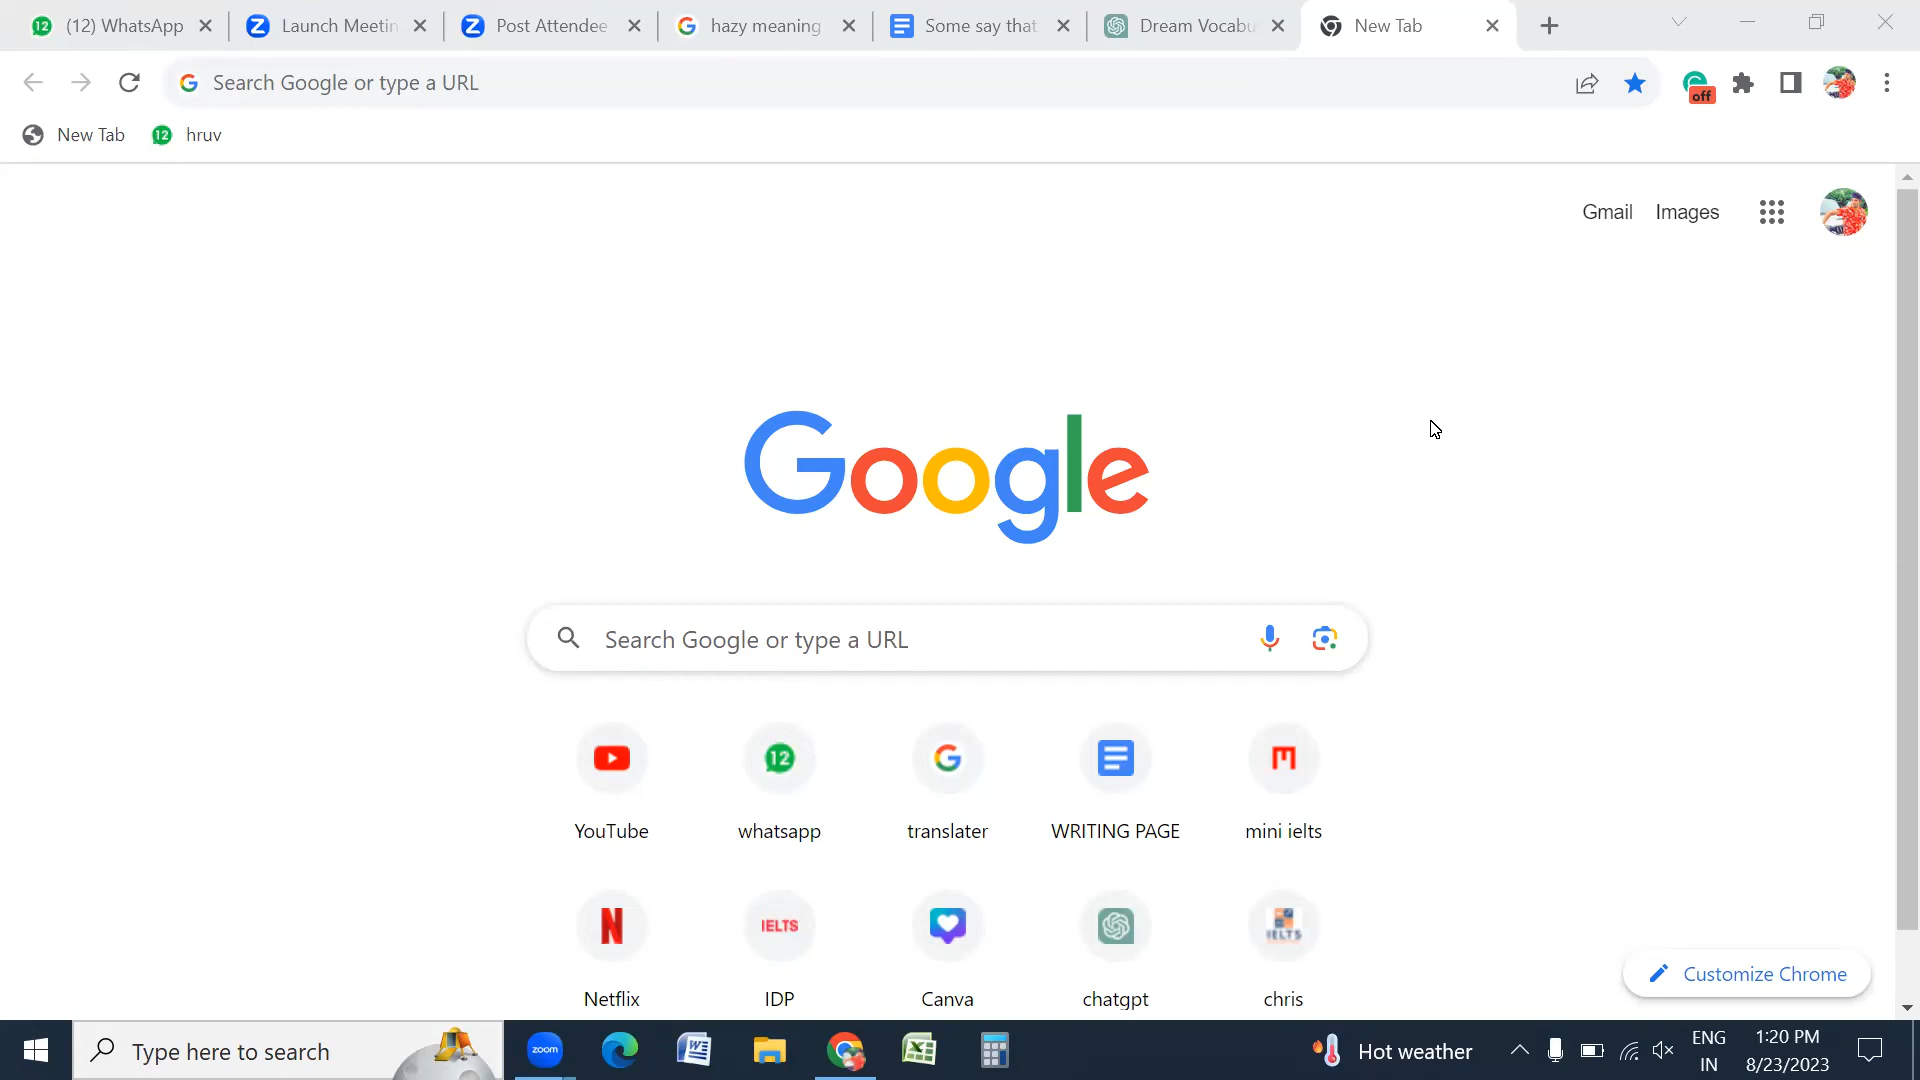 (12) WhatsApp
Launch Meetin
Post Attendee
hazy meaning
Some say that
Dream Vocabu
New Tab
Search Google or type a URL
off
New Tab
12 hruv
Gmail Images
Google
Search Google or type a URL
YouTube
whatsapp
translater
WRITING PAGE
mini ielts
Netflix
IDP
Canva
chatgpt
chris
Customize Chrome
Type here to search
zoom
Hot weather
ENG
IN
1:20 PM
8/23/2023